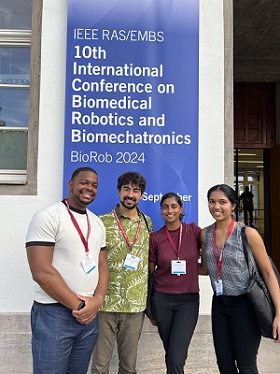 IEEE RAS/EMBS
10th
International
Conference on
Biomedical
Robotics and
Biomechatronics
BioRob 2024
September